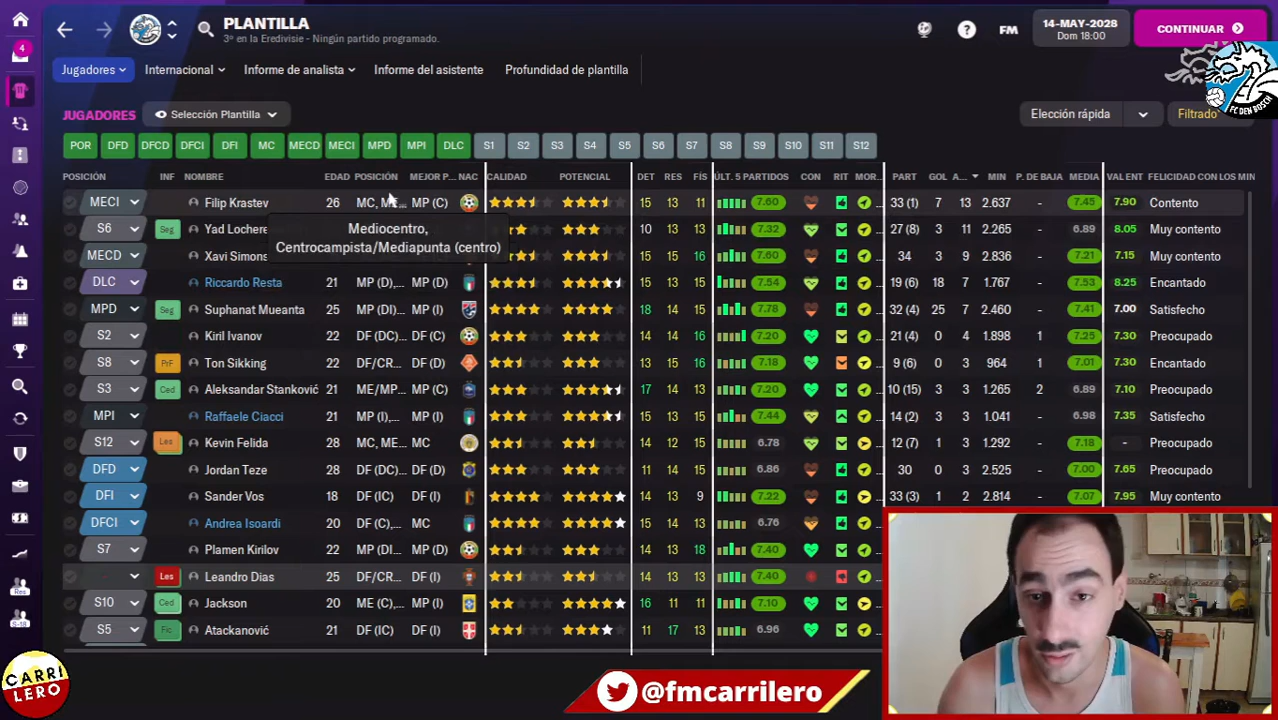 4
PLANTILLA
3º en la Eredivisie - Ningún partido programado.
FM
14-MAY-2028
Dom 18:00
CONTINUAR
FC DEN BOSCH
Jugadores
Internacional
Informe de analista
Informe del asistente
Profundidad de plantilla
JUGADORES
Selección Plantilla
Elección rápida
Filtrado
POR DFD DFCD DFCI DFI MC MECD MECI MPD MPI DLC S1 S2 S3 S4 S5 S6 S7 S8 S9 S10 S11 S12
POSICIÓN INF NOMBRE EDAD POSICIÓN MEJOR P... NAC CALIDAD POTENCIAL DET RES FÍS ÚLT. 5 PARTIDOS CON RIT MOR... PART GOL A... MIN P. DE BAJA MEDIA VAL ENT FELICIDAD CON LOS MIN
MECI Filip Krastev 26 MC, ME... MP (C) 15 13 11 7.60 33 (1) 7 13 2.637 - 7.45 7.90 Contento
S6 Seg Yad Lochere 10 13 12 7.32 27 (8) 3 11 2.265 - 6.89 8.05 Muy contento
MECD Xavi Simons 15 15 16 7.60 34 3 9 2.836 - 7.21 7.15 Muy contento
Mediocentro,
Centrocampista/Mediapunta (centro)
DLC Riccardo Resta 21 MP (D),... MP (D) 15 13 15 7.54 19 (6) 18 7 1.767 - 7.53 8.25 Encantado
MPD Seg Suphanat Mueanta 25 MP (DI)... MP (I) 18 14 15 7.78 32 (4) 25 7 2.460 - 7.41 7.00 Satisfecho
S2 Kiril Ivanov 22 DF (DC)... DF (C) 14 14 16 7.25 21 (4) 0 4 1.898 1 7.25 7.30 Preocupado
S8 PrF Ton Sikking 22 DF/CR... DF (D) 13 15 16 7.18 9 (6) 0 3 964 1 7.01 7.30 Encantado
S3 Ced Aleksandar Stanković 21 ME/MP... MP (C) 17 14 13 7.20 10 (15) 3 3 1.265 2 6.89 7.10 Preocupado
MPI Raffaele Ciacci 21 MP (I),... MP (I) 15 13 15 7.44 14 (2) 3 3 1.041 - 6.98 7.35 Satisfecho
S12 Les Kevin Felida 28 MC, ME... MC 14 12 15 6.78 12 (7) 1 3 1.292 - 7.18 - Preocupado
DFD Jordan Teze 28 DF (DC)... DF (D) 11 14 15 6.86 30 0 3 2.525 - 7.00 7.65 Preocupado
DFI Sander Vos 18 DF (IC) DF (I) 14 13 9 7.22 33 (3) 1 2 2.814 - 7.07 7.95 Muy contento
DFCI Andrea Isoardi 20 DF (C),... MC 15 14 13 6.76
S7 Plamen Kirilov 22 MP (DI... MP (D) 14 13 18 7.40
- Les Leandro Dias 25 DF/CR... DF (I) 14 13 13 7.40
S10 Ced Jackson 20 ME (C),... MP (I) 16 11 11 7.10
S5 Fic Atackanović 21 DF (IC) DF (I) 11 17 13 6.96
Res
S-18
CARRI
LERO
@fmcarrilero